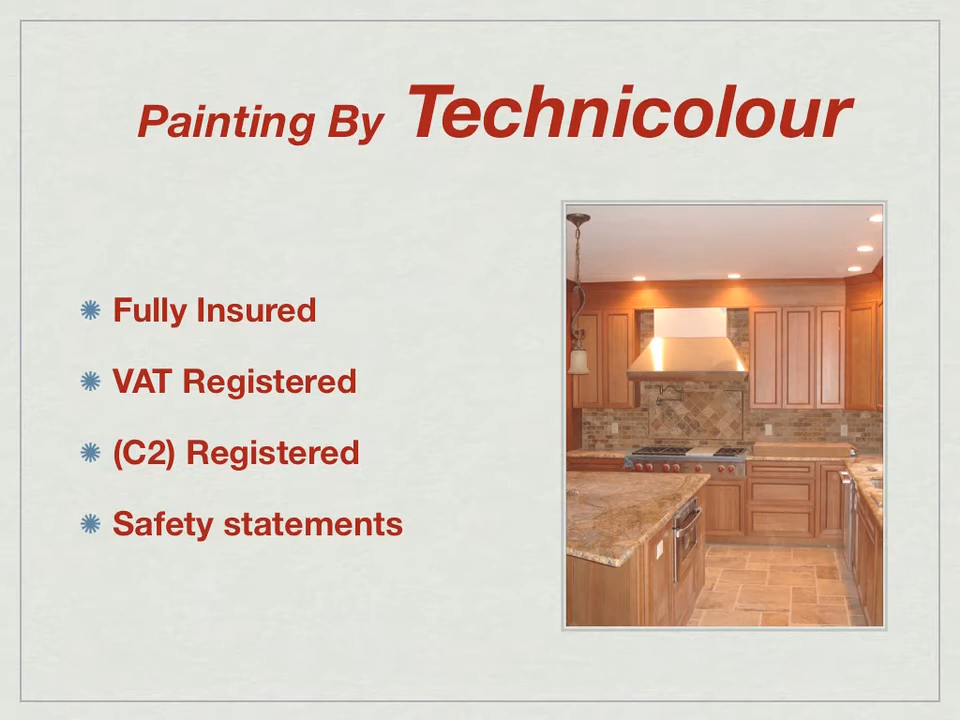 Painting By Technicolour
Fully Insured
VAT Registered
(C2) Registered
Safety statements